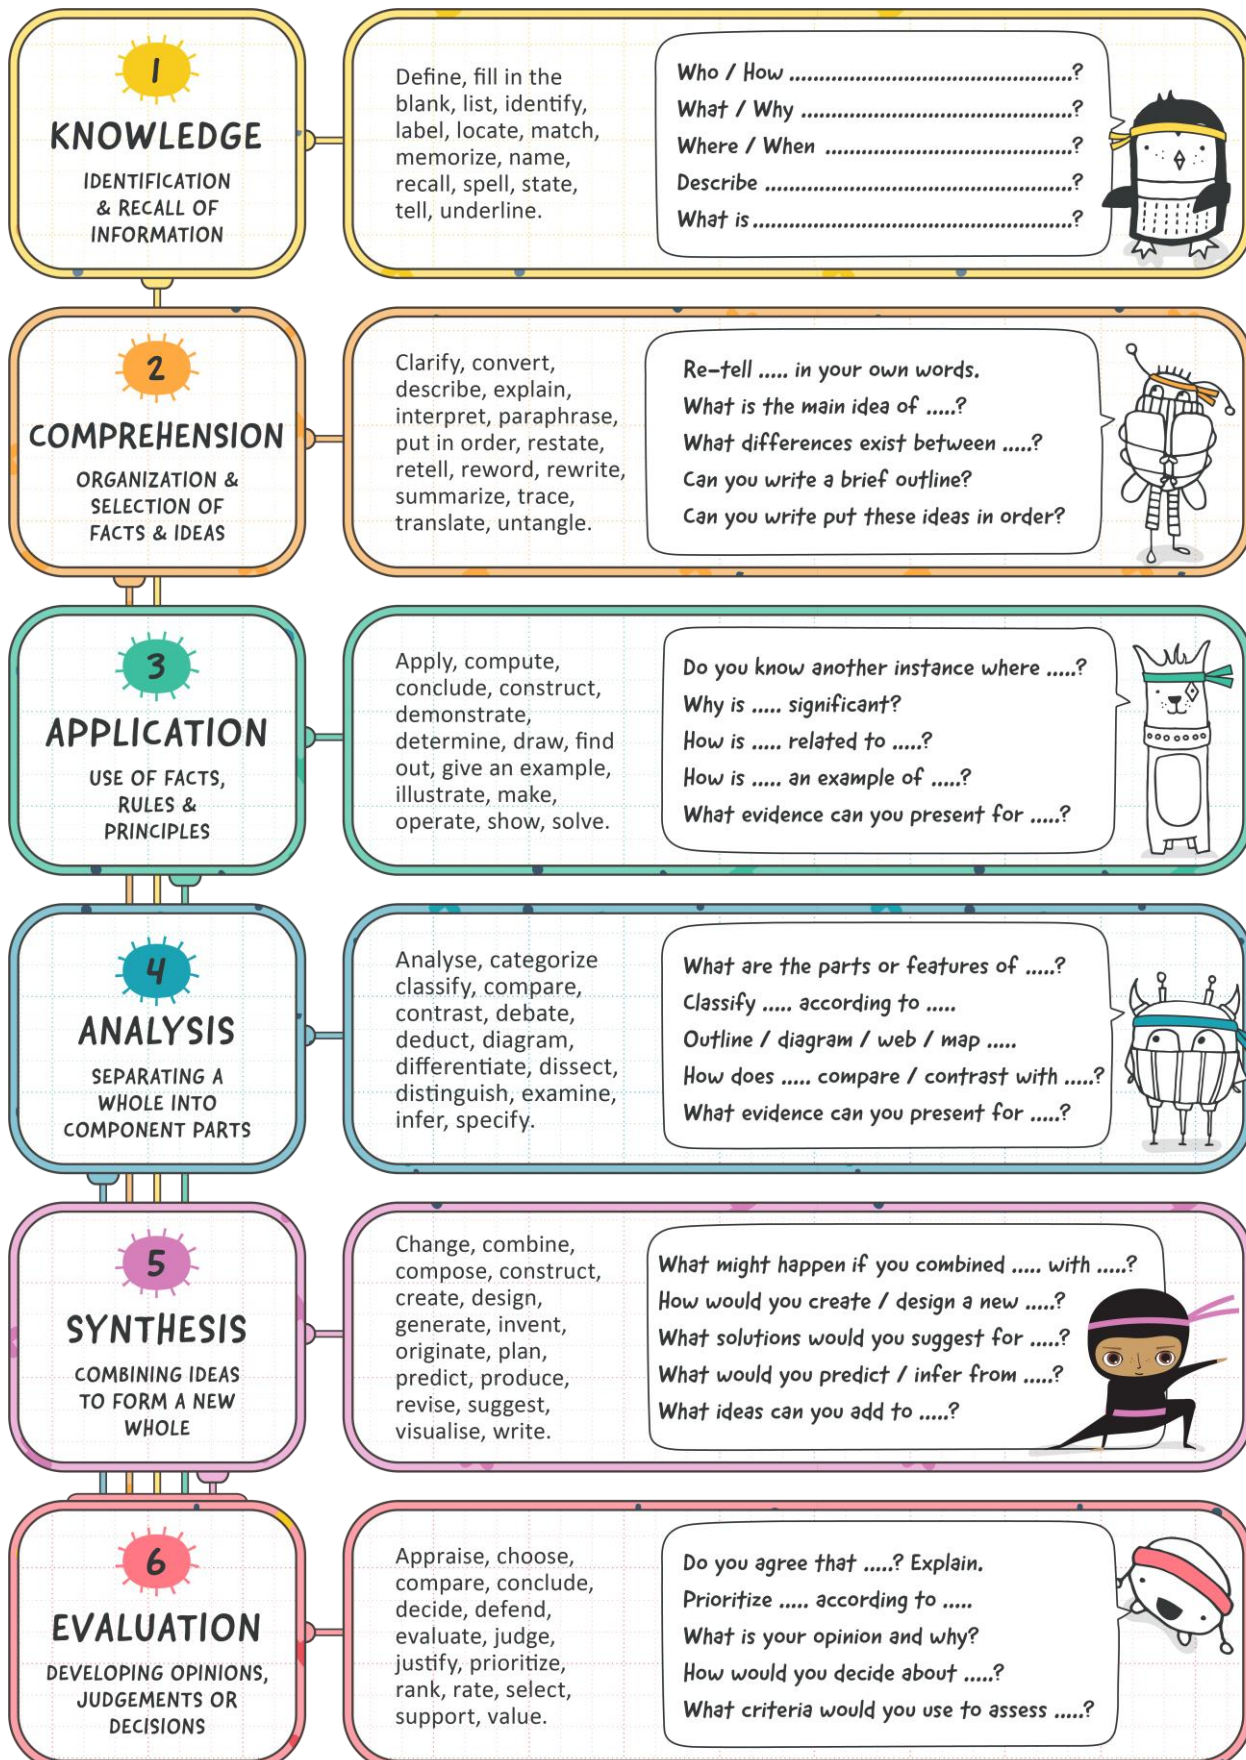 1
KNOWLEDGE
IDENTIFICATION
& RECALL OF
INFORMATION
Define, fill in the
blank, list, identify,
label, locate, match,
memorize, name,
recall, spell, state,
tell, underline.
Who / How ..............................................?
What / Why ............................................?
Where / When ........................................?
Describe ..................................................?
What is....................................................?
2
COMPREHENSION
ORGANIZATION &
SELECTION OF
FACTS & IDEAS
Clarify, convert,
describe, explain,
interpret, paraphrase,
put in order, restate,
retell, reword, rewrite,
summarize, trace,
translate, untangle.
Re-tell ..... in your own words.
What is the main idea of .....?
What differences exist between .....?
Can you write a brief outline?
Can you write put these ideas in order?
3
APPLICATION
USE OF FACTS,
RULES &
PRINCIPLES
Apply, compute,
conclude, construct,
demonstrate,
determine, draw, find
out, give an example,
illustrate, make,
operate, show, solve.
Do you know another instance where .....?
Why is ..... significant?
How is ..... related to .....?
How is ..... an example of .....?
What evidence can you present for .....?
4
ANALYSIS
SEPARATING A
WHOLE INTO
COMPONENT PARTS
Analyse, categorize
classify, compare,
contrast, debate,
deduct, diagram,
differentiate, dissect,
distinguish, examine,
infer, specify.
What are the parts or features of .....?
Classify ..... according to .....
Outline / diagram / web / map .....
How does ..... compare / contrast with .....?
What evidence can you present for .....?
5
SYNTHESIS
COMBINING IDEAS
TO FORM A NEW
WHOLE
Change, combine,
compose, construct,
create, design,
generate, invent,
originate, plan,
predict, produce,
revise, suggest,
visualise, write.
What might happen if you combined ..... with .....?
How would you create / design a new .....?
What solutions would you suggest for .....?
What would you predict / infer from .....?
What ideas can you add to .....?
6
EVALUATION
DEVELOPING OPINIONS,
JUDGEMENTS OR
DECISIONS
Appraise, choose,
compare, conclude,
decide, defend,
evaluate, judge,
justify, prioritize,
rank, rate, select,
support, value.
Do you agree that .....? Explain.
Prioritize ..... according to .....
What is your opinion and why?
How would you decide about .....?
What criteria would you use to assess .....?